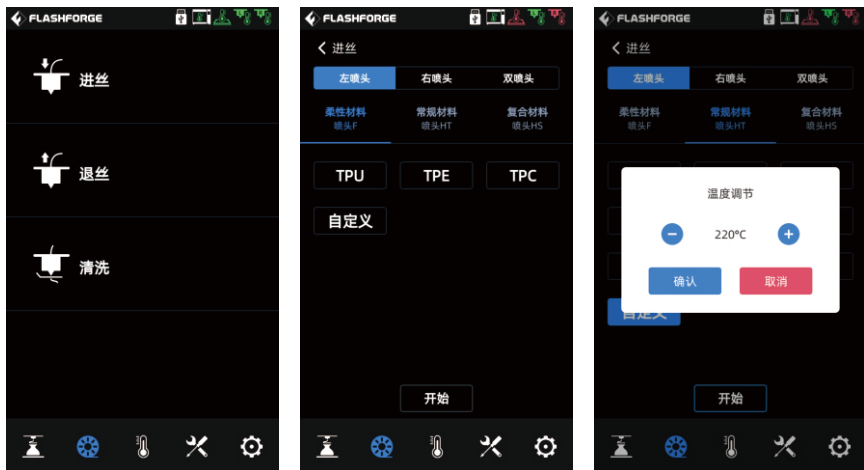 FLASHFORGE
进丝
退丝
清洗
FLASHFORGE
进丝
左喷头 右喷头 双喷头
柔性材料 常规材料 复合材料
喷头F 喷头HT 喷头HS
TPU TPE TPC
自定义
开始
FLASHFORGE
进丝
左喷头 右喷头 双喷头
柔性材料 常规材料 复合材料
喷头F 喷头HT 喷头HS
温度调节
220°C
确认 取消
自定义
开始